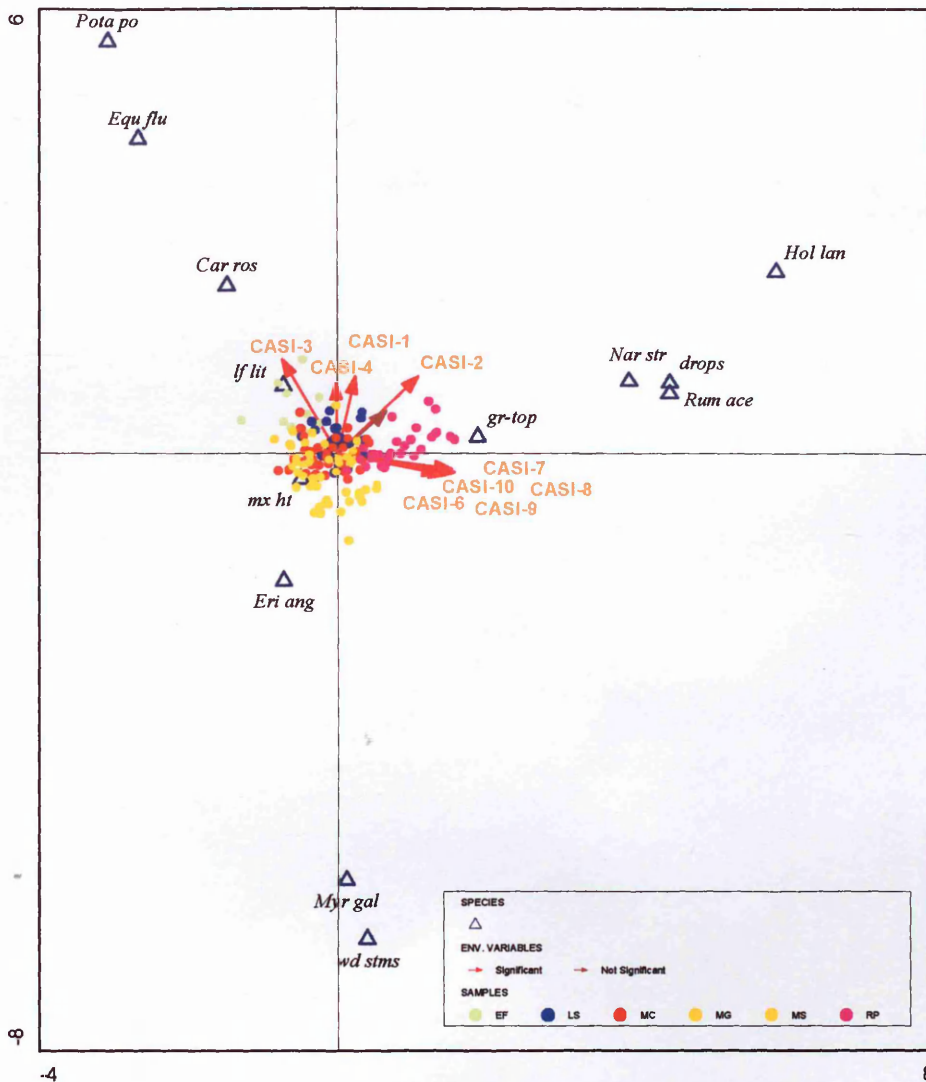 6
Pota po
Equ flu
Car ros
Hol lan
CASI-3
CASI-1
CASI-4
CASI-2
lf lit
Nar str
drops
Rum ace
gr-top
CASI-7
CASI-10
CASI-8
CASI-6
CASI-9
mx ht
Eri ang
Myr gal
wd stms
SPECIES
ENV. VARIABLES
Significant
Not Significant
SAMPLES
EF LS MC MG MS RP
-8
-4
8